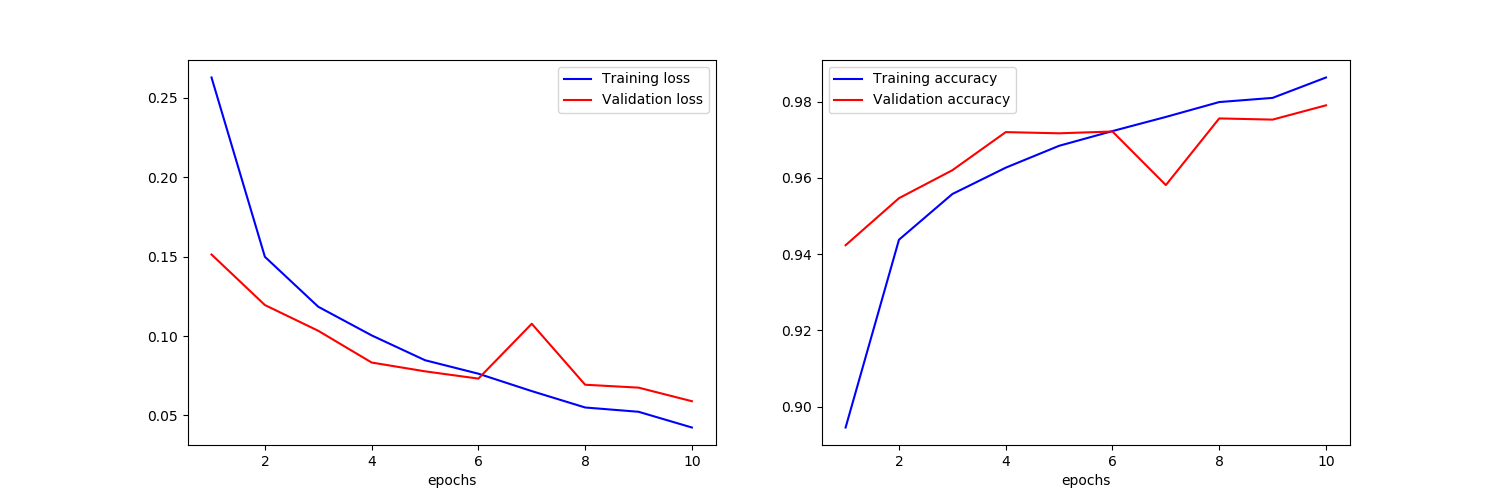 Training loss
Validation loss
0.25
0.20
0.15
0.10
0.05
2 4 6 8 10
epochs
Training accuracy
Validation accuracy
0.98
0.96
0.94
0.92
0.90
2 4 6 8 10
epochs